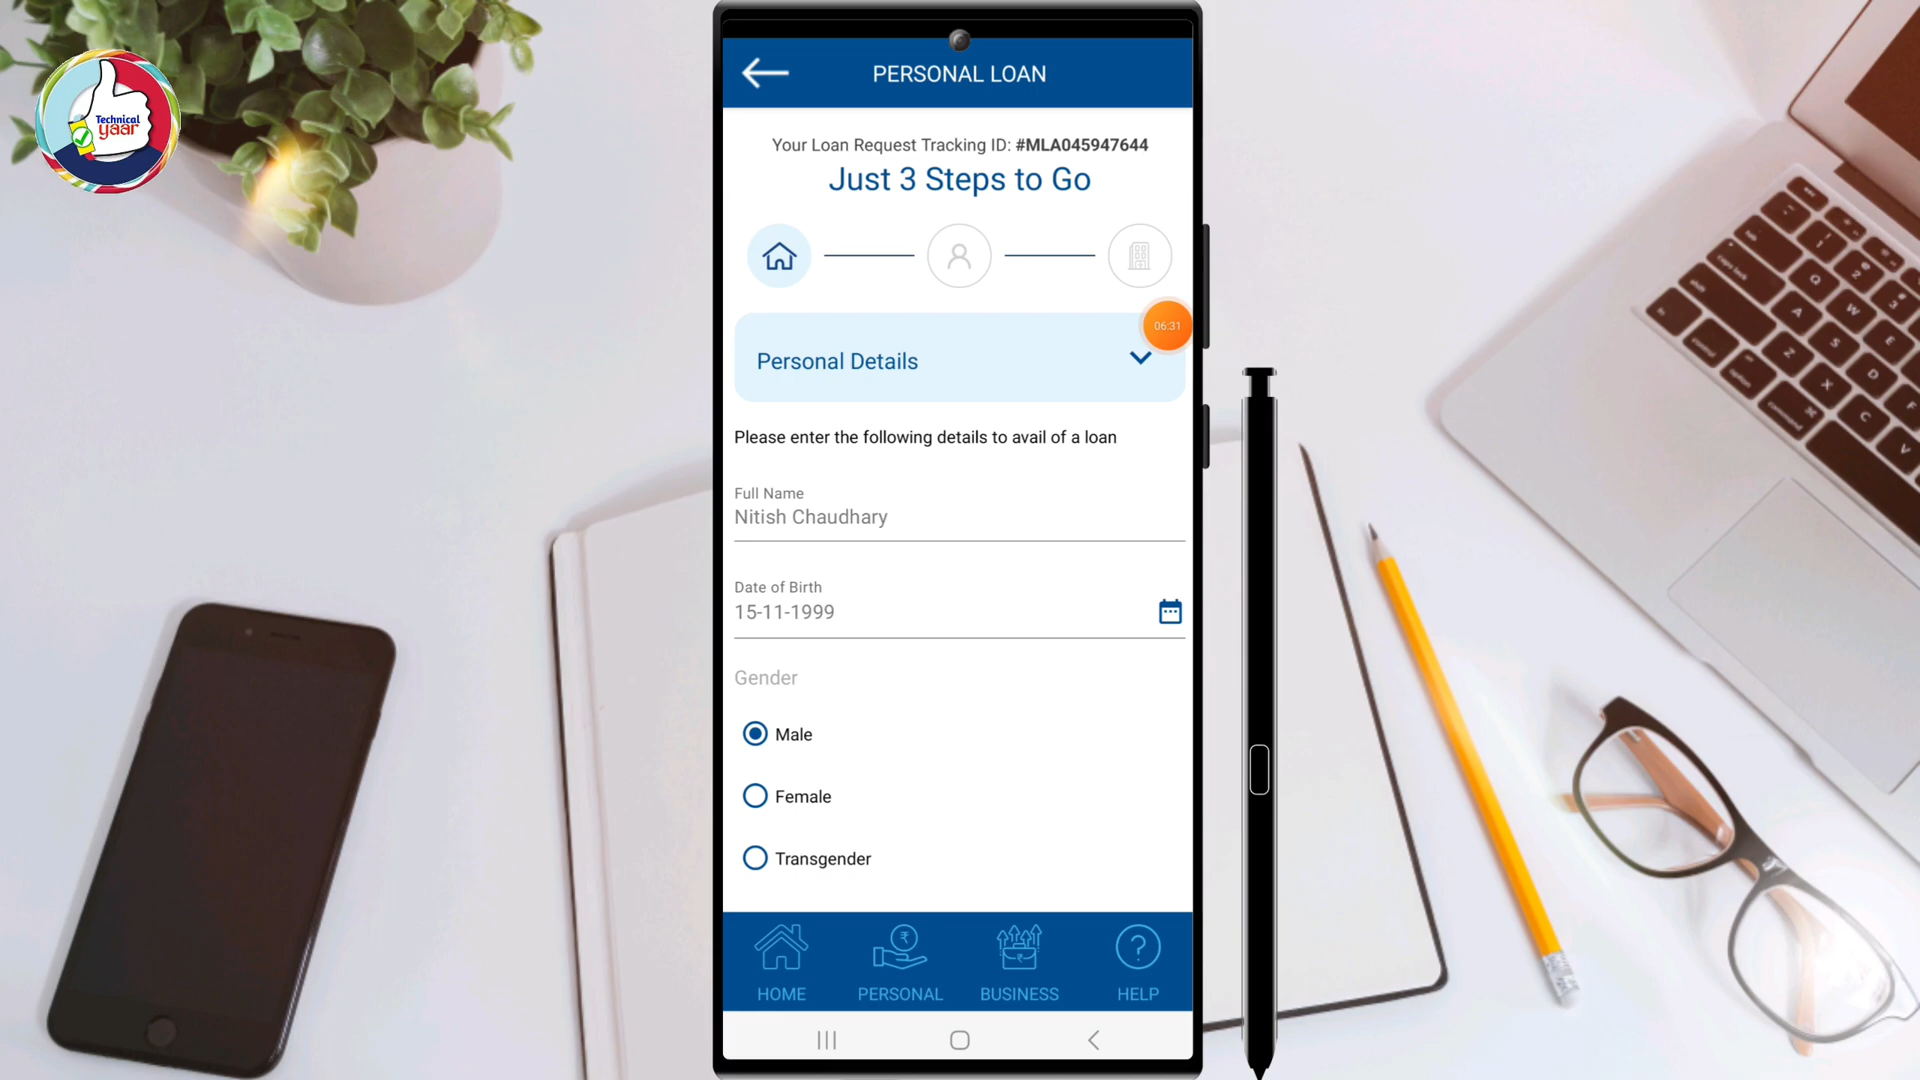 Technical
yaar
PERSONAL LOAN
Your Loan Request Tracking ID: #MLA045947644
Just 3 Steps to Go
06:31
Personal Details
Please enter the following details to avail of a loan
Full Name
Nitish Chaudhary
Date of Birth
15-11-1999
Gender
Male
Female
Transgender
HOME PERSONAL BUSINESS HELP